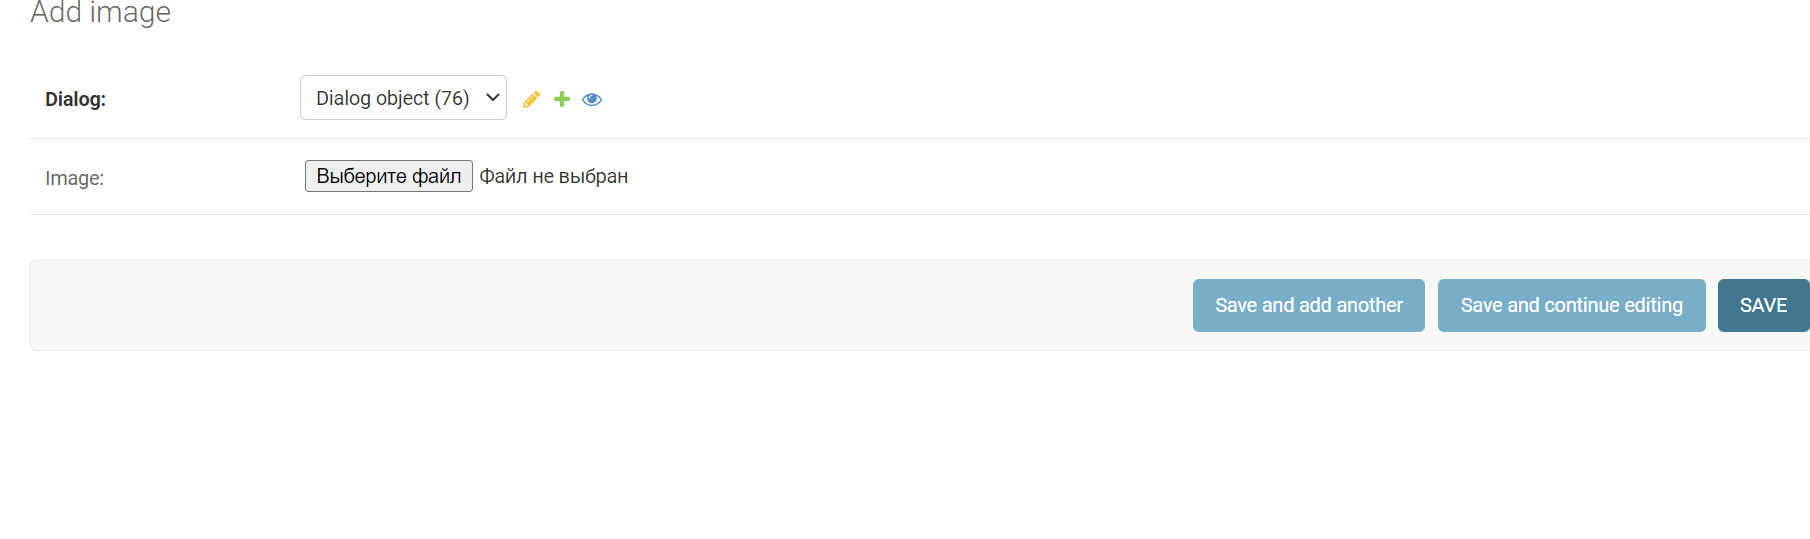 Add image
Dialog: Dialog object (76)
Image: Выберите файл Файл не выбран
Save and add another Save and continue editing SAVE